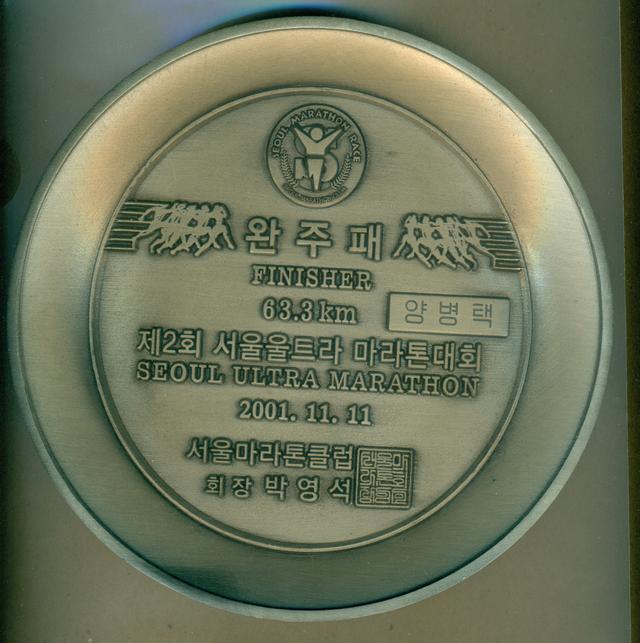 SEOUL MARATHON RACE
완주패
FINISHER
63.3km
양병택
제2회 서울울트라 마라톤대회
SEOUL ULTRA MARATHON
2001. 11. 11
서울마라톤클럽
회장 박영석